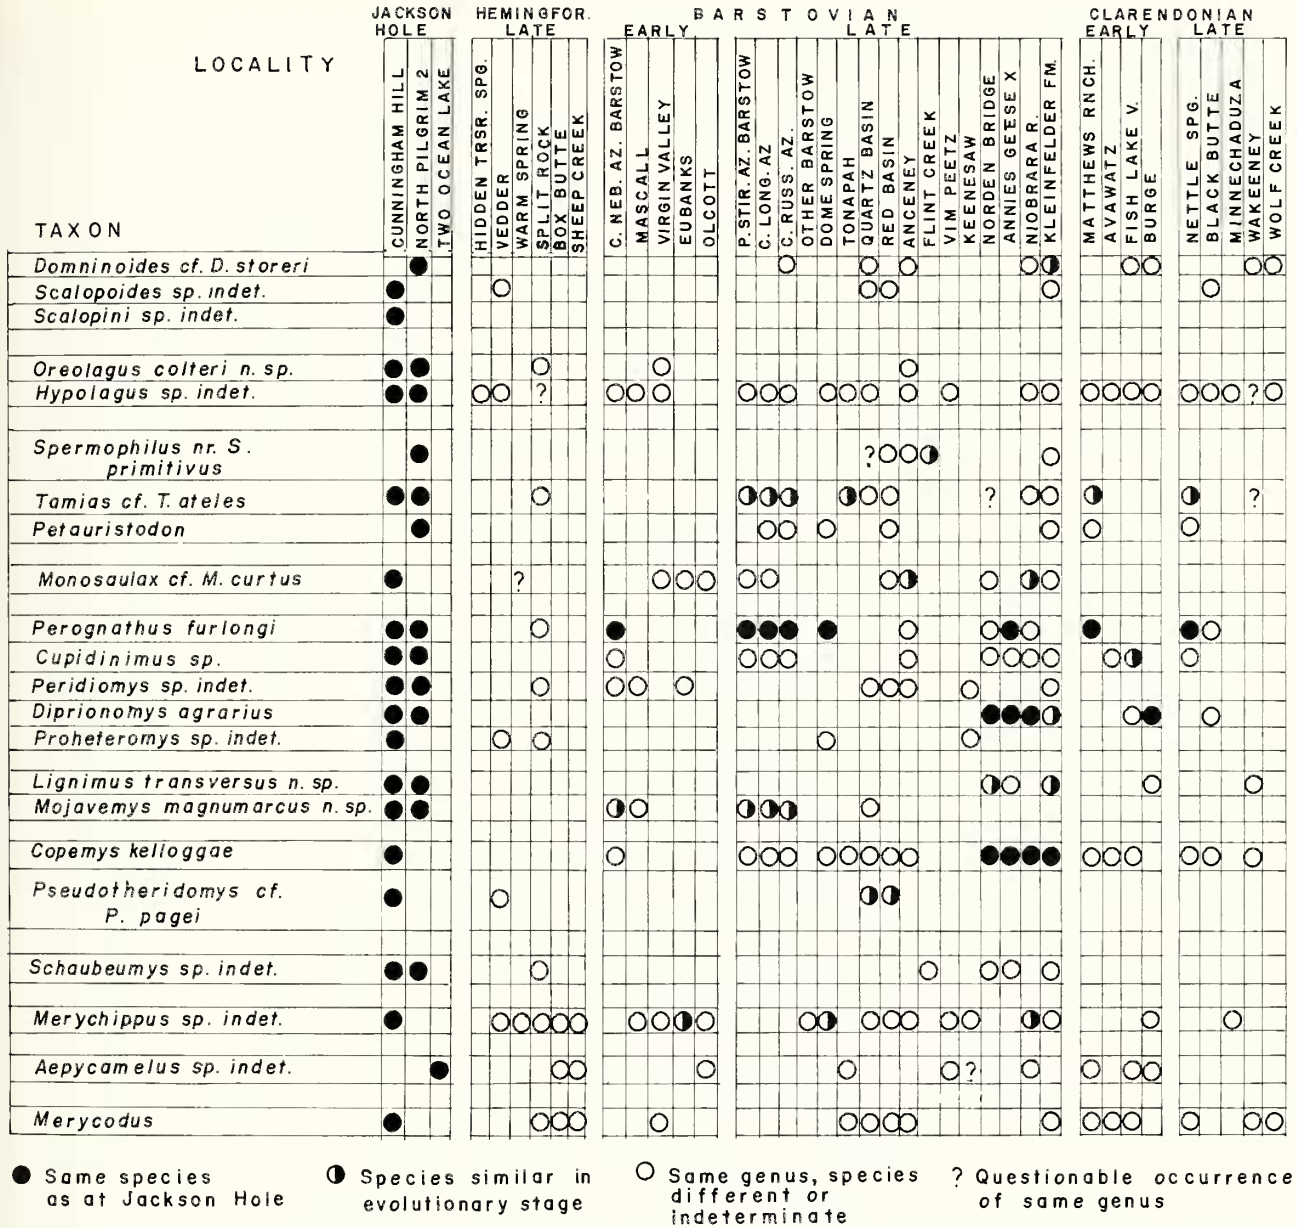 JACKSON HEMINGFOR. BARSTOVIAN CLARENDONIAN
HOLE LATE EARLY LATE EARLY LATE
LOCALITY
CUNNINGHAM HILL
NORTH PILGRIM 2
TWO OCEAN LAKE
HIDDEN TRSR. SPG.
VEDDER
WARM SPRING
SPLIT ROCK
BOX BUTTE
SHEEP CREEK
C. NEB. AZ. BARSTOW
MASCALL
VIRGIN VALLEY
EUBANKS
OLCOTT
P. STIR. AZ. BARSTOW
C. LONG. AZ
C. RUSS. AZ.
OTHER BARSTOW
DOME SPRING
TONAPAH
QUARTZ BASIN
RED BASIN
ANCENEY
FLINT CREEK
VIM PEETZ
KEENESAW
NORDEN BRIDGE
ANNIES GEESE X
NIOBRARA R.
KLEINFELDER FM.
MATTHEWS RNCH.
AVAWATZ
FISH LAKE V.
BURGE
NETTLE SPG.
BLACK BUTTE
MINNECHADUZA
WAKEENEY
WOLF CREEK
TAXON
Domninoides cf. D. storeri
Scalopoides sp. indet.
Scalopini sp. indet.
Oreolagus colteri n. sp.
Hypolagus sp. indet. ? ?
Spermophilus nr. S.
primitivus ?
Tamias cf. T. ateles ? ?
Petauristodon
Monosaulax cf. M. curtus ?
Perognathus furlongi
Cupidinimus sp.
Peridiomys sp. indet.
Diprionomys agrarius
Proheteromys sp. indet.
Lignimus transversus n. sp.
Mojavemys magnumarcus n. sp.
Copemys kelloggae
Pseudotheridomys cf.
P. pagei
Schaubeumys sp. indet.
Merychippus sp. indet.
Aepycamelus sp. indet. ?
Merycodus
Same species
as at Jackson Hole
Species similar in
evolutionary stage
Same genus, species
different or
indeterminate
? Questionable occurrence
of same genus